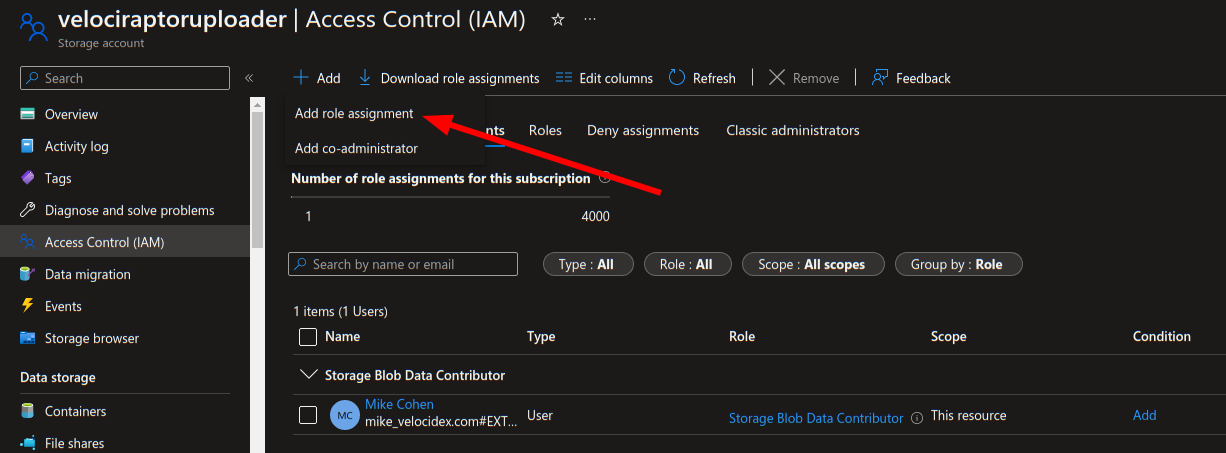 velociraptoruploader | Access Control (IAM) ☆ ...
Storage account
Search «
Add Download role assignments Edit columns Refresh Remove Feedback
Overview
Add role assignment
Activity log
nts Roles Deny assignments Classic administrators
Add co-administrator
Tags
Number of role assignments for this subscription
Diagnose and solve problems
1 4000
Access Control (IAM)
Search by name or email Type : All Role : All Scope : All scopes Group by : Role
Data migration
Events
1 items (1 Users)
Storage browser
Name Type Role Scope Condition
Data storage
Storage Blob Data Contributor
Containers
MC Mike Cohen
mike_velocidex.com#EXT... User Storage Blob Data Contributor This resource Add
File shares